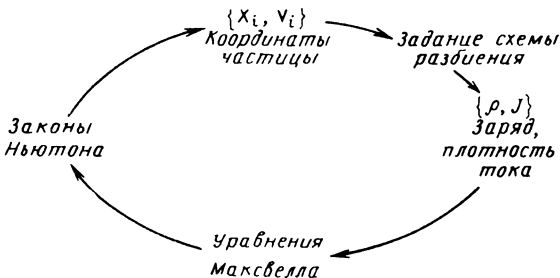 {Xᵢ, Vᵢ}
Координаты
частицы
Задание схемы
разбиения
{ρ, J}
Заряд,
плотность
тока
Уравнения
Максвелла
Законы
Ньютона